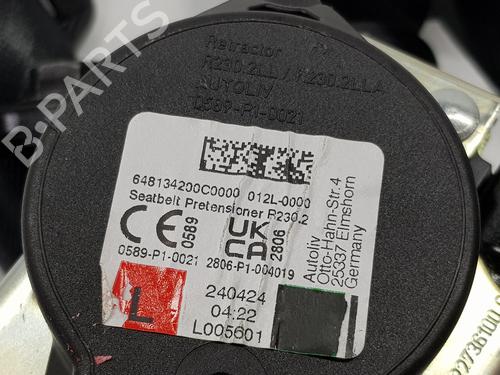 Retractor
R230.2LL / R230.2LLA
AUTOLIV
0589-P1-0021
648134200C0000 012L-0000
Seatbelt Pretensioner R230.2
CE 0589
UK CA 2806
0589-P1-0021 2806-P1-004019
Autoliv
Otto-Hahn-Str.4
25337 Elmshorn
Germany
L
240424
04:22
L005601